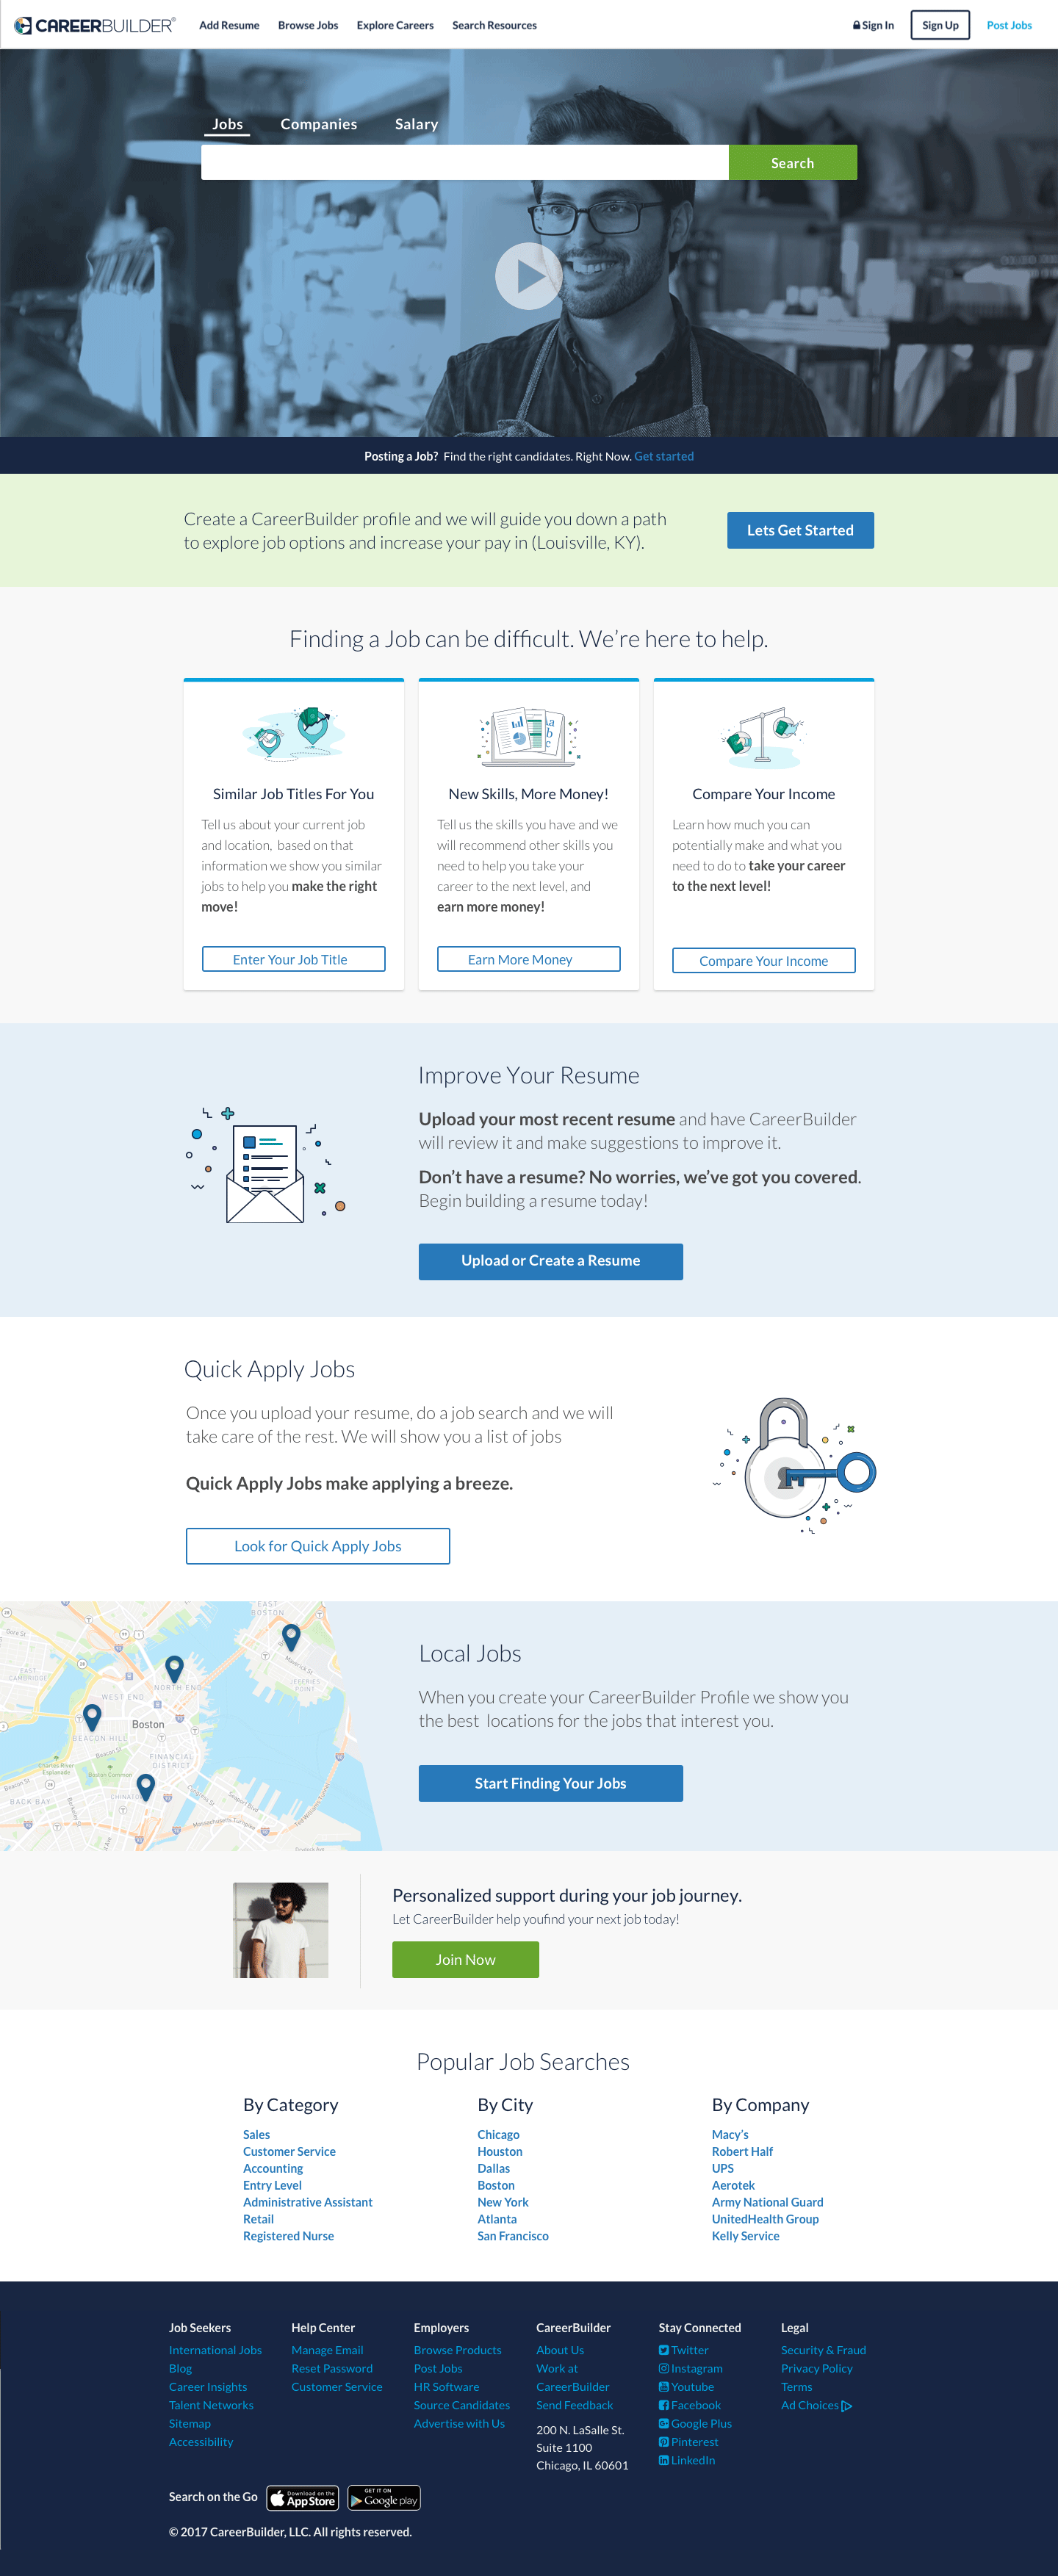 CAREERBUILDER®
Add Resume
Browse Jobs
Explore Careers
Search Resources
Sign In
Sign Up
Post Jobs
Jobs
Companies
Salary
Search
Posting a Job? Find the right candidates. Right Now. Get started
Create a CareerBuilder profile and we will guide you down a path
to explore job options and increase your pay in (Louisville, KY).
Lets Get Started
Finding a Job can be difficult. We’re here to help.
Similar Job Titles For You
Tell us about your current job
and location, based on that
information we show you similar
jobs to help you make the right
move!
Enter Your Job Title
New Skills, More Money!
Tell us the skills you have and we
will recommend other skills you
need to help you take your
career to the next level, and
earn more money!
Earn More Money
Compare Your Income
Learn how much you can
potentially make and what you
need to do to take your career
to the next level!
Compare Your Income
Improve Your Resume
Upload your most recent resume and have CareerBuilder
will review it and make suggestions to improve it.
Don’t have a resume? No worries, we’ve got you covered.
Begin building a resume today!
Upload or Create a Resume
Quick Apply Jobs
Once you upload your resume, do a job search and we will
take care of the rest. We will show you a list of jobs
Quick Apply Jobs make applying a breeze.
Look for Quick Apply Jobs
EAST
BOSTON
EAST
CAMBRIDGE
NORTH END
WEST END
JEFFERIES
POINT
Maverick St
Boston
BEACON HILL
FINANCIAL
DISTRICT
Charles River
Esplanade
Beacon St
Boston Common
BACK BAY
CHINATO
Local Jobs
When you create your CareerBuilder Profile we show you
the best locations for the jobs that interest you.
Start Finding Your Jobs
Personalized support during your job journey.
Let CareerBuilder help youfind your next job today!
Join Now
Popular Job Searches
By Category
Sales
Customer Service
Accounting
Entry Level
Administrative Assistant
Retail
Registered Nurse
By City
Chicago
Houston
Dallas
Boston
New York
Atlanta
San Francisco
By Company
Macy’s
Robert Half
UPS
Aerotek
Army National Guard
UnitedHealth Group
Kelly Service
Job Seekers
International Jobs
Blog
Career Insights
Talent Networks
Sitemap
Accessibility
Help Center
Manage Email
Reset Password
Customer Service
Employers
Browse Products
Post Jobs
HR Software
Source Candidates
Advertise with Us
CareerBuilder
About Us
Work at
CareerBuilder
Send Feedback
200 N. LaSalle St.
Suite 1100
Chicago, IL 60601
Stay Connected
Twitter
Instagram
Youtube
Facebook
Google Plus
Pinterest
LinkedIn
Legal
Security & Fraud
Privacy Policy
Terms
Ad Choices
Search on the Go
Download on the
App Store
GET IT ON
Google play
© 2017 CareerBuilder, LLC. All rights reserved.